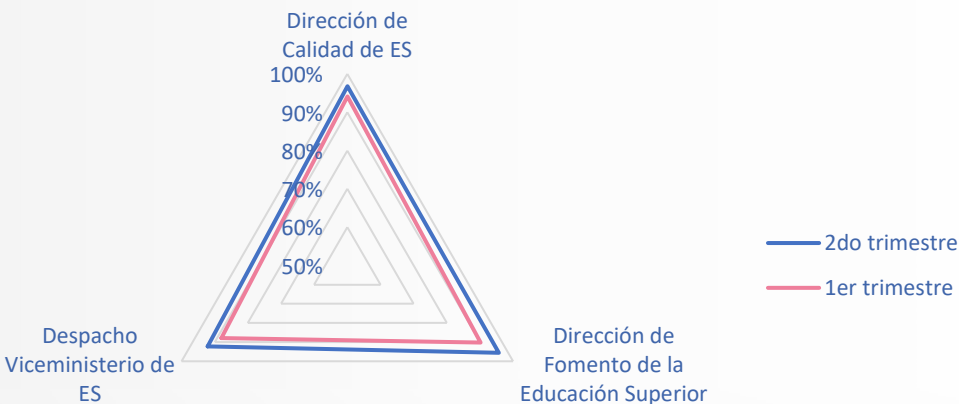 Dirección de
Calidad de ES
100%
90%
80%
70%
60%
50%
2do trimestre
1er trimestre
Despacho
Viceministerio de
ES
Dirección de
Fomento de la
Educación Superior